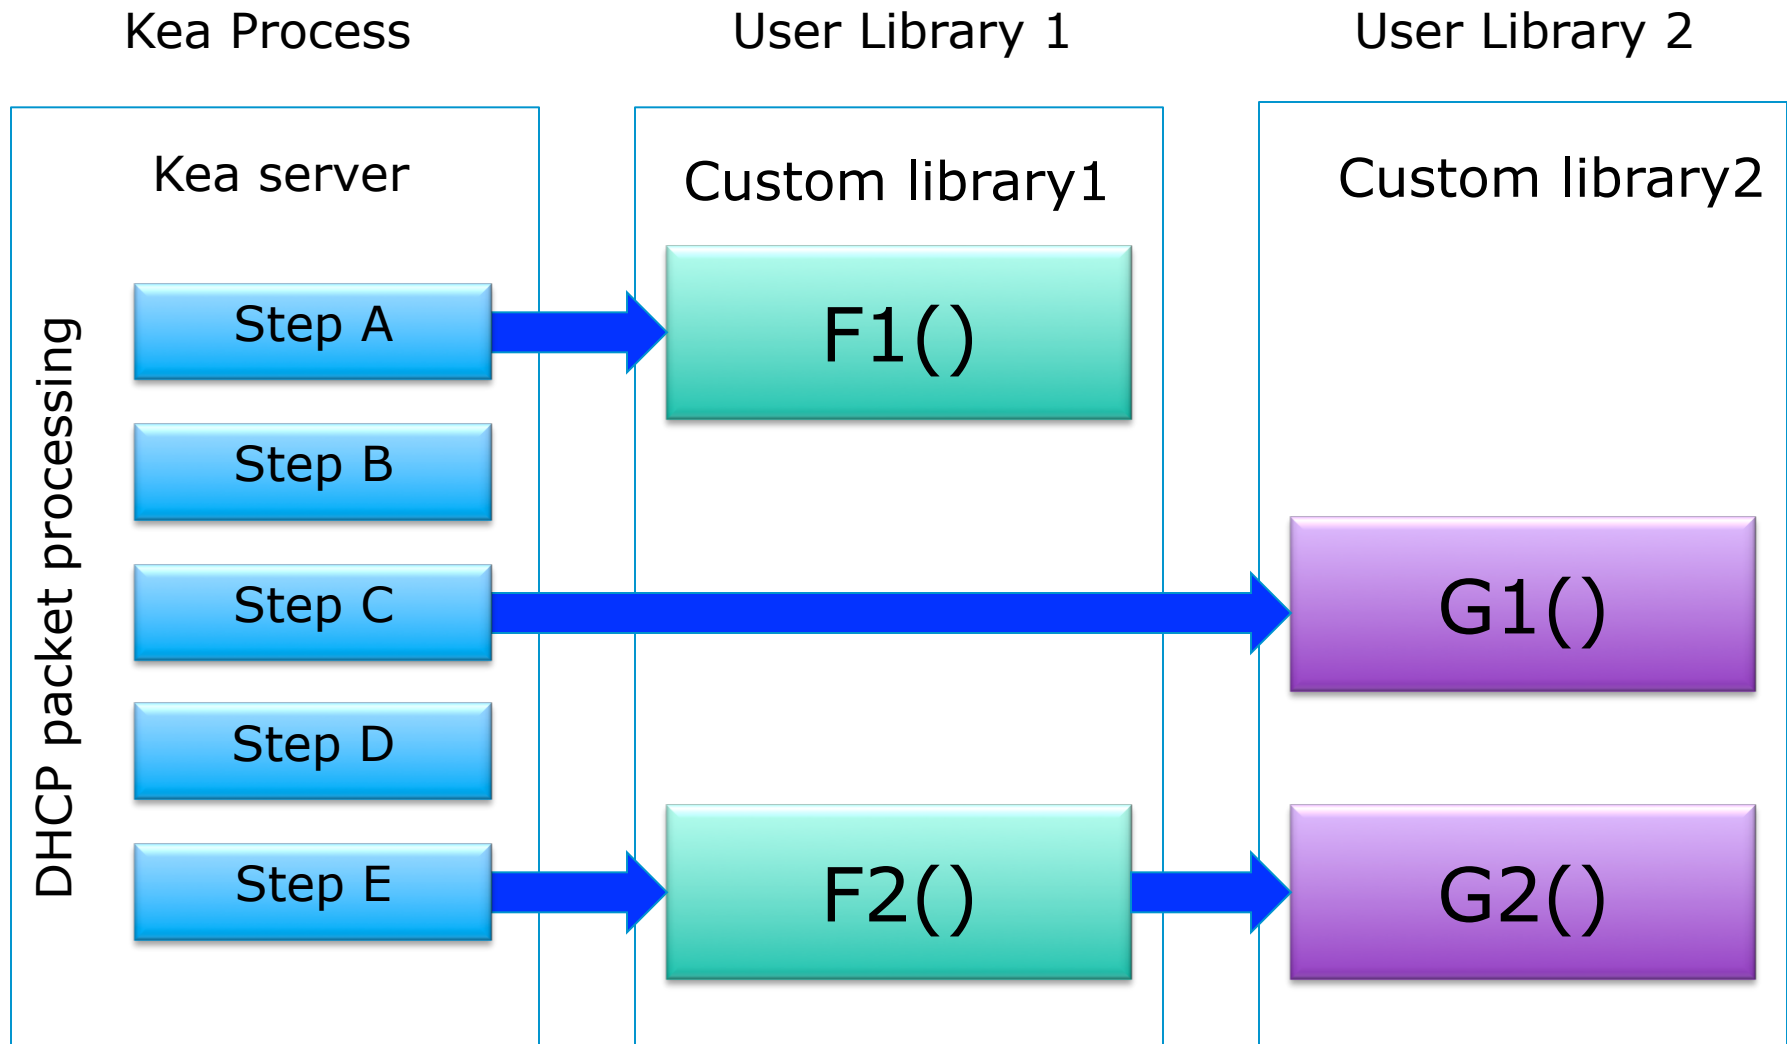 Kea Process
User Library 1
User Library 2
Kea server
Custom library1
Custom library2
DHCP packet processing
Step A
F1()
Step B
Step C
G1()
Step D
Step E
F2()
G2()